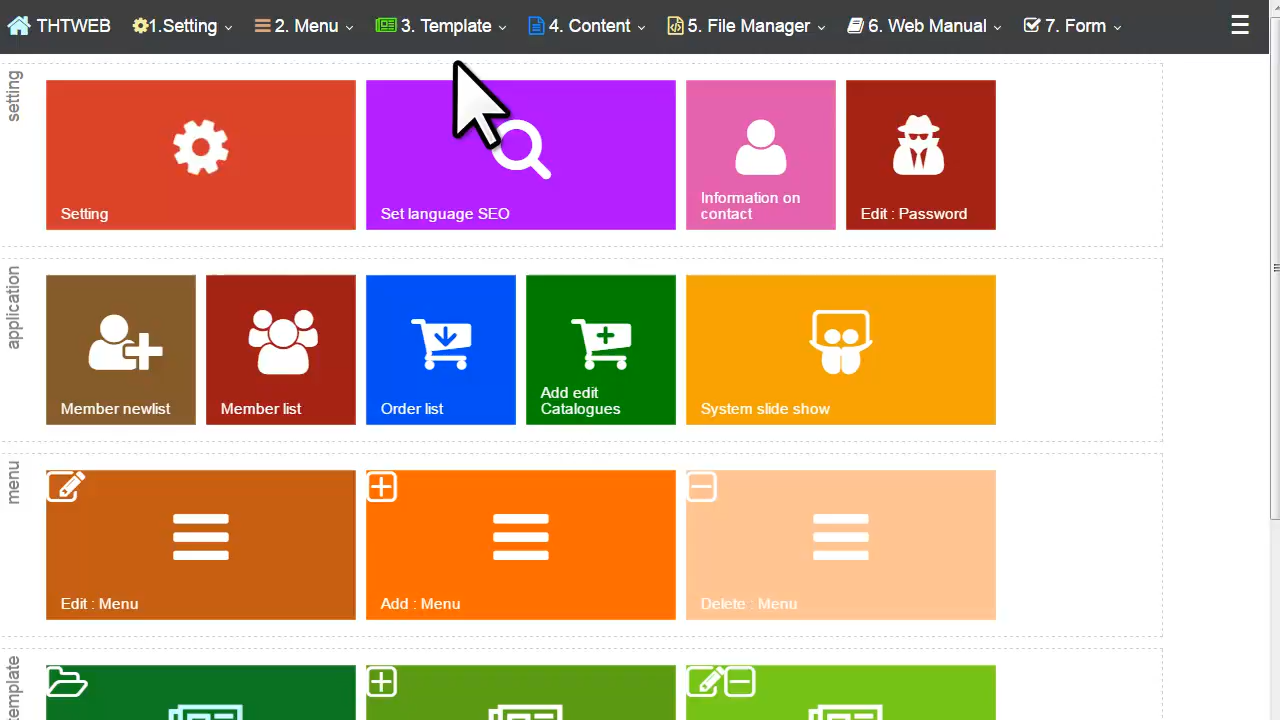 THTWEB 1.Setting 2. Menu 3. Template 4. Content 5. File Manager 6. Web Manual 7. Form
setting
Setting
Set language SEO
Information on
contact
Edit : Password
application
Member newlist
Member list
Order list
Add edit
Catalogues
System slide show
menu
Edit : Menu
Add : Menu
Delete : Menu
template